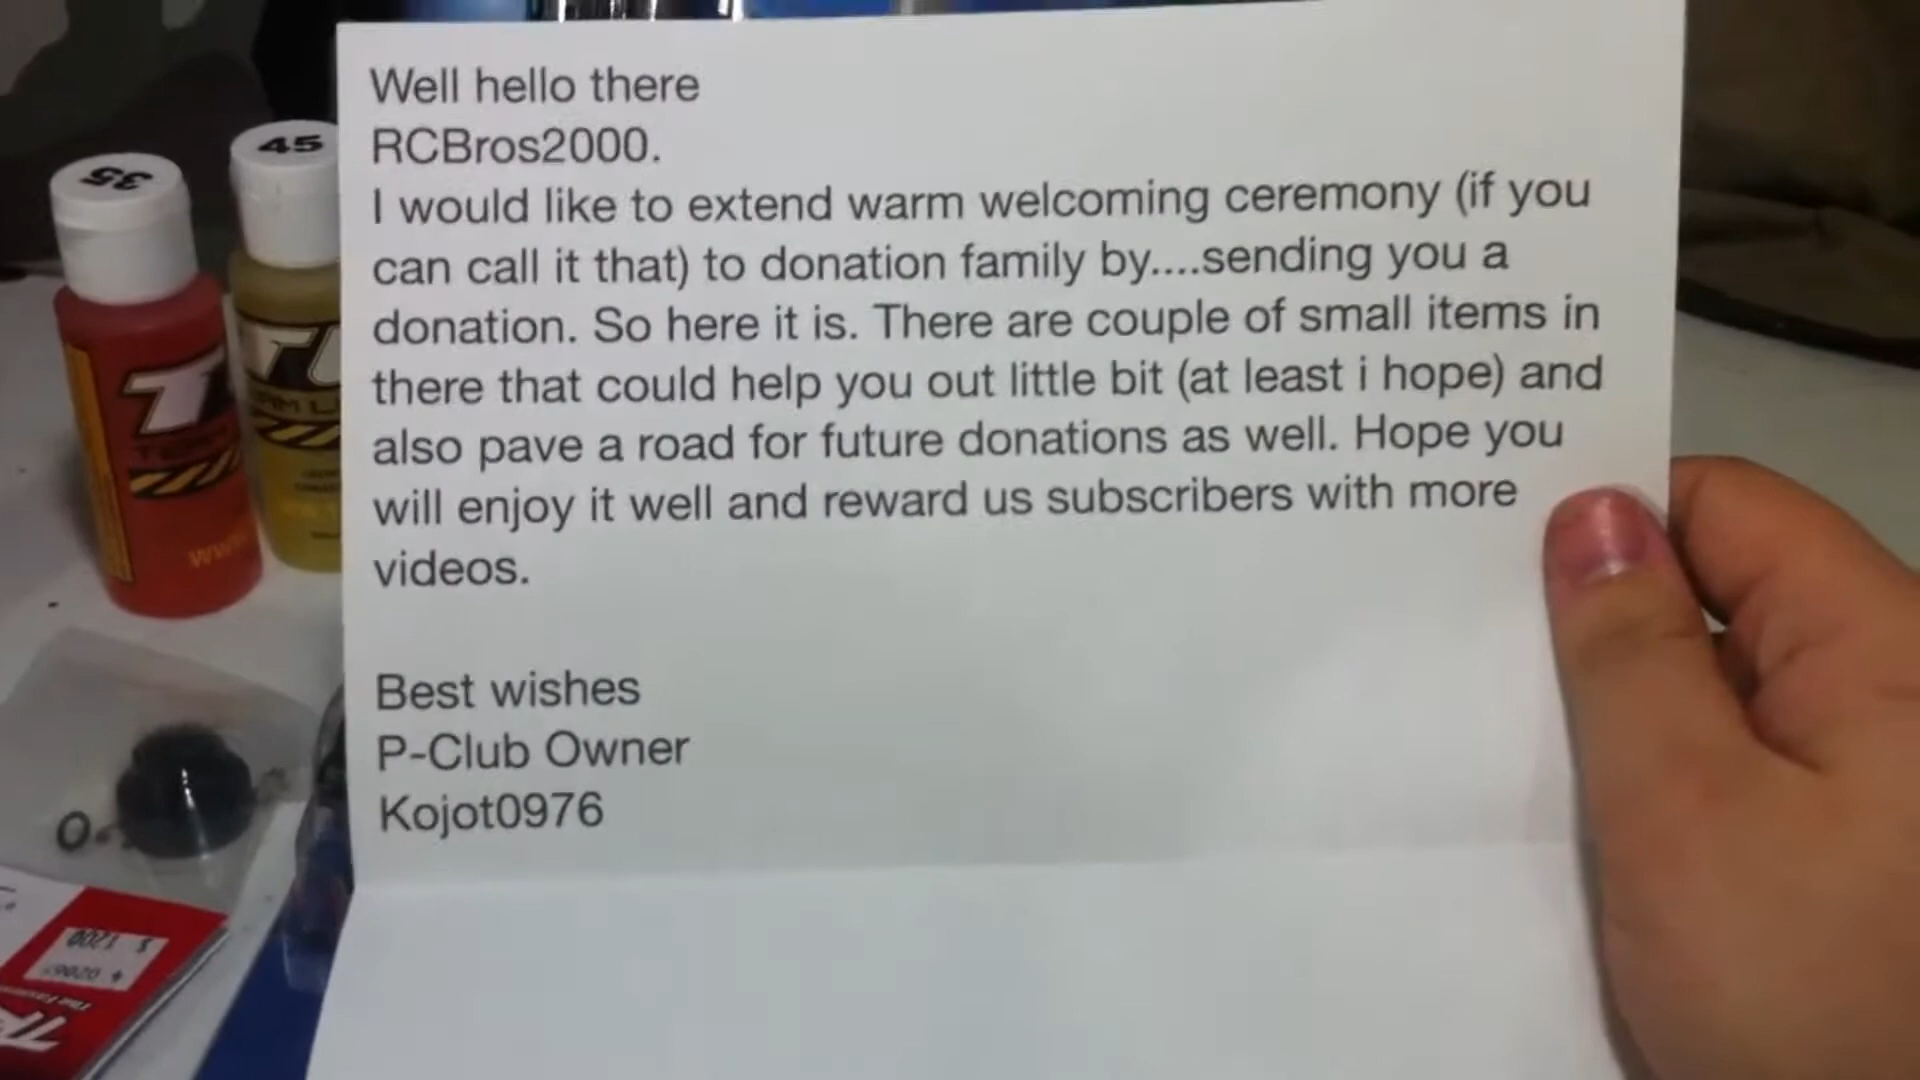 Well hello there
RCBros2000.
I would like to extend warm welcoming ceremony (if you
can call it that) to donation family by....sending you a
donation. So here it is. There are couple of small items in
there that could help you out little bit (at least i hope) and
also pave a road for future donations as well. Hope you
will enjoy it well and reward us subscribers with more
videos.
Best wishes
P-Club Owner
Kojot0976
35
45